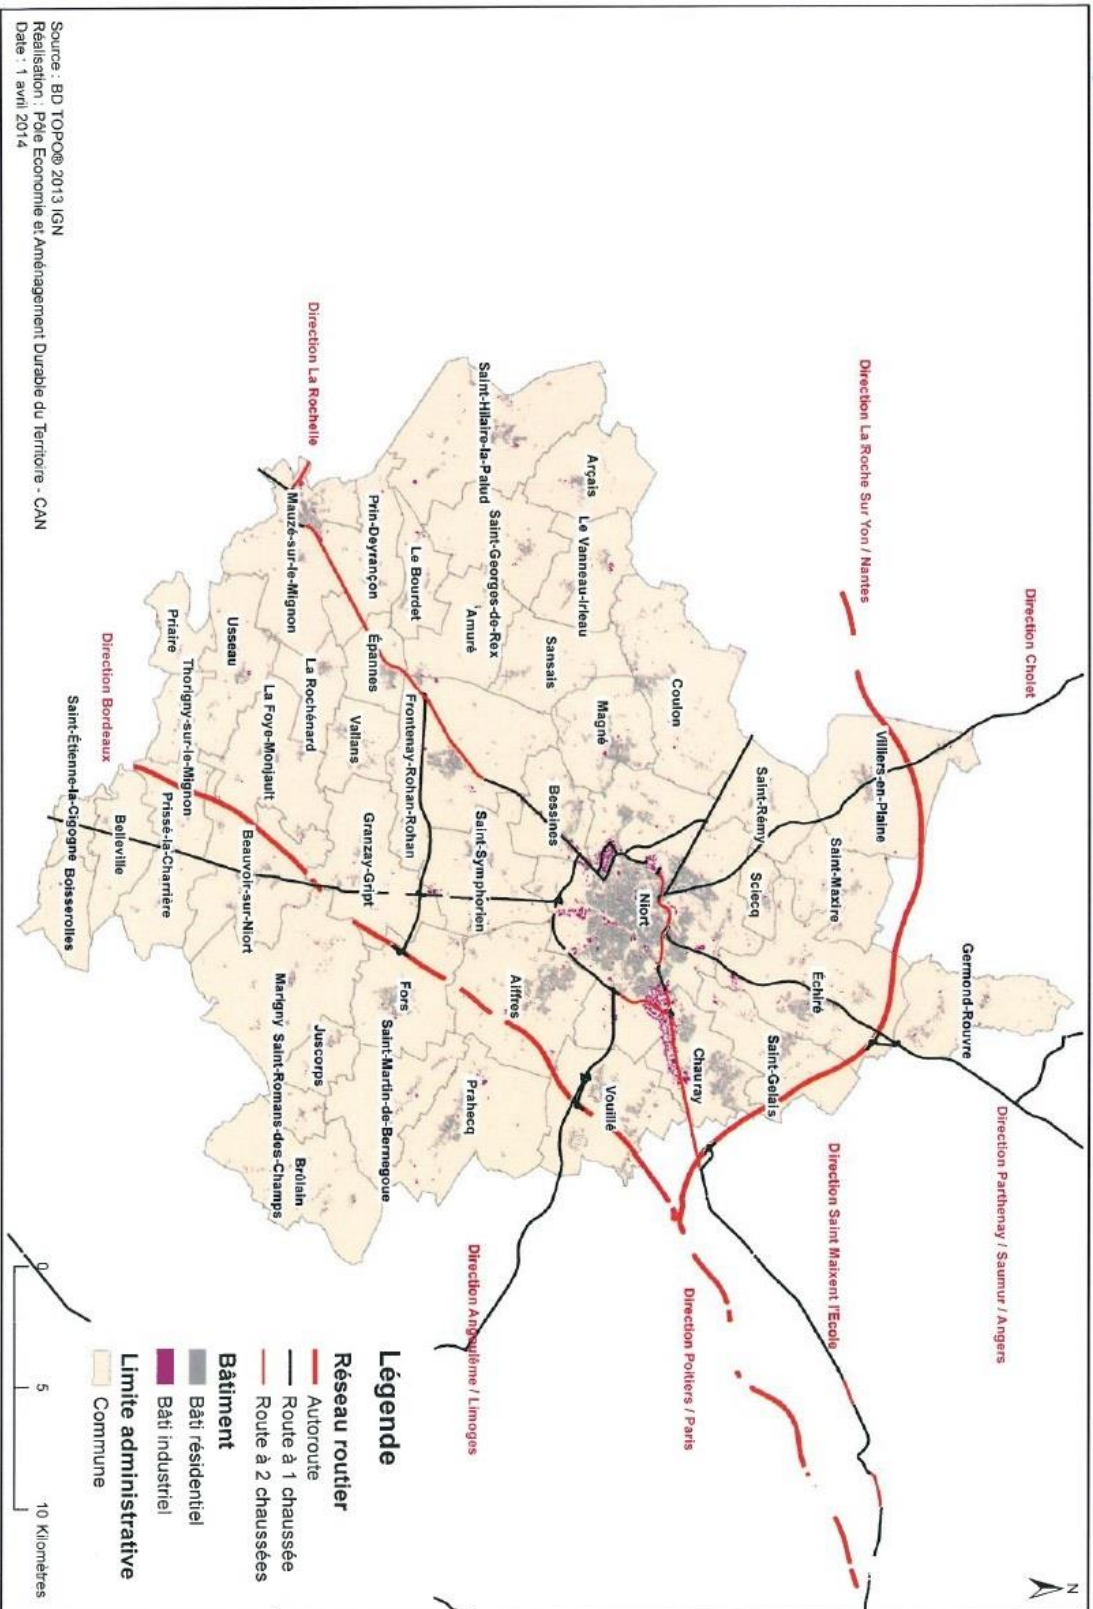 Direction Cholet
Direction La Roche Sur Yon / Nantes
Direction Parthenay / Saumur / Angers
Direction Saint Maixent l'Ecole
Direction Poitiers / Paris
Direction Angoulême / Limoges
Direction La Rochelle
Direction Bordeaux
N
Germond-Rouvre
Villiers-en-Plaine
Saint-Maxire
Échiré
Saint-Gelais
Saint-Rémy
Sciecq
Coulon
Niort
Chauray
Magné
Vouillé
Arçais
Le Vanneau-Irleau
Sansais
Bessines
Aiffres
Saint-Hilaire-la-Palud
Saint-Georges-de-Rex
Amuré
Saint-Symphorien
Prahecq
Le Bourdet
Frontenay-Rohan-Rohan
Fors
Saint-Martin-de-Bernegoue
Prin-Deyrançon
Épannes
Vallans
Granzay-Gript
Juscorps
Brûlain
Mauzé-sur-le-Mignon
La Rochénard
Marigny
Saint-Romans-des-Champs
La Foye-Monjault
Beauvoir-sur-Niort
Usseau
Thorigny-sur-le-Mignon
Priaire
Prissé-la-Charrière
Belleville
Saint-Étienne-la-Cigogne
Boisserolles
Légende
Réseau routier
Autoroute
Route à 1 chaussée
Route à 2 chaussées
Bâtiment
Bâti résidentiel
Bâti industriel
Limite administrative
Commune
0 5 10 Kilomètres
Source : BD TOPO® 2013 IGN
Réalisation : Pôle Economie et Aménagement Durable du Territoire - CAN
Date : 1 avril 2014